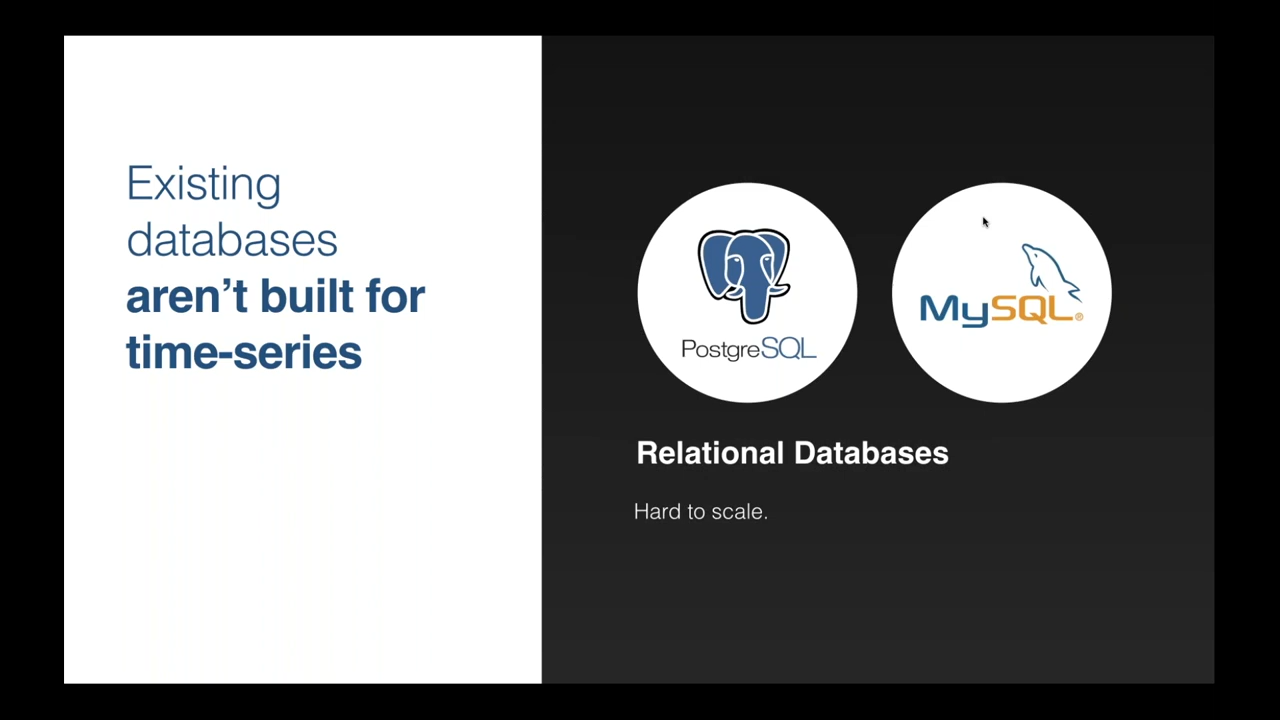 Existing
databases
aren’t built for
time-series
PostgreSQL
MySQL®
Relational Databases
Hard to scale.